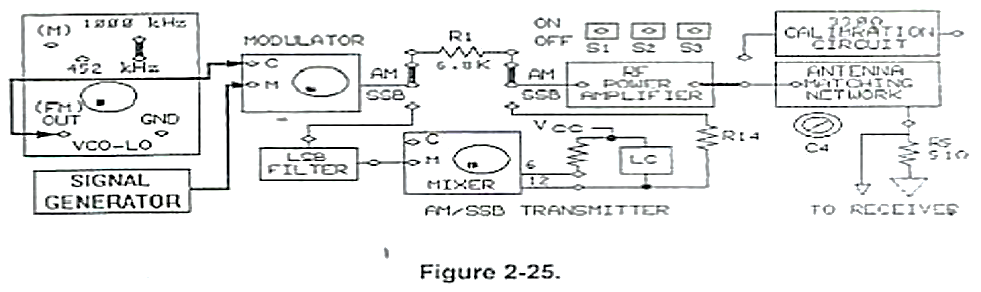 (M) 1000 kHz
452 kHz
(FM)
OUT
GND
VCO-LO
SIGNAL
GENERATOR
MODULATOR
C
M
AM
SSB
R1
6.8K
AM
SSB
ON
OFF
S1 S2 S3
RF
POWER
AMPLIFIER
330Ω
CALIBRATION
CIRCUIT
ANTENNA
MATCHING
NETWORK
C4
R5
51Ω
TO RECEIVER
LSB
FILTER
C
M
MIXER
6
12
VCC
LC
R14
AM/SSB TRANSMITTER
Figure 2-25.